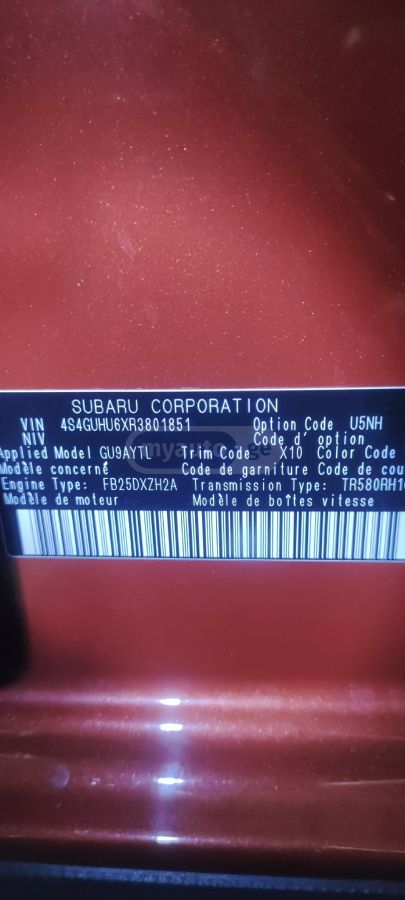 SUBARU CORPORATION
VIN 4S4GUHU6XR3801851 Option Code U5NH
NIV Code d' option
Applied Model GU9AYTL Trim Code X10 Color Code
Modèle concerné Code de garniture Code de cou
Engine Type: FB25DXZH2A Transmission Type: TR580RH1
Modèle de moteur Modèle de boîtes vitesse
myauto.ge